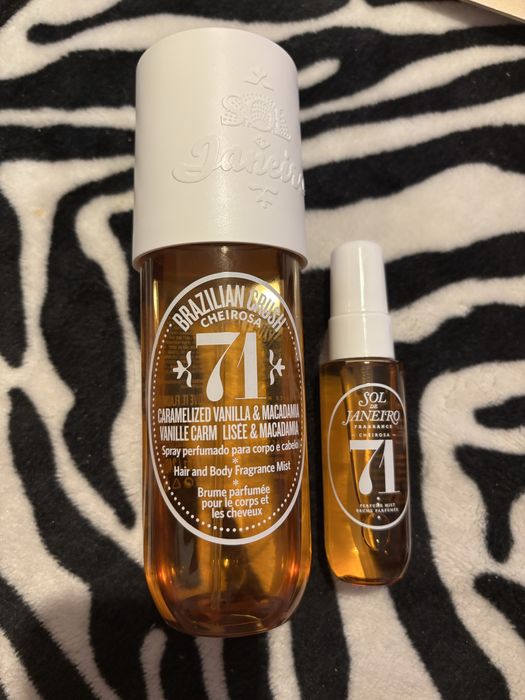 SOL
Janeiro
BRAZILIAN CRUSH
CHEIROSA
71
CARAMELIZED VANILLA & MACADAMIA
VANILLE CARM LISÉE & MACADAMIA
Spray perfumado para corpo e cabelo
Hair and Body Fragrance Mist
Brume parfumée
pour le corps et
les cheveux
SOL
DE
JANEIRO
FRAGRANCE
CHEIROSA
71
PERFUME MIST
BRUME PARFUMÉE